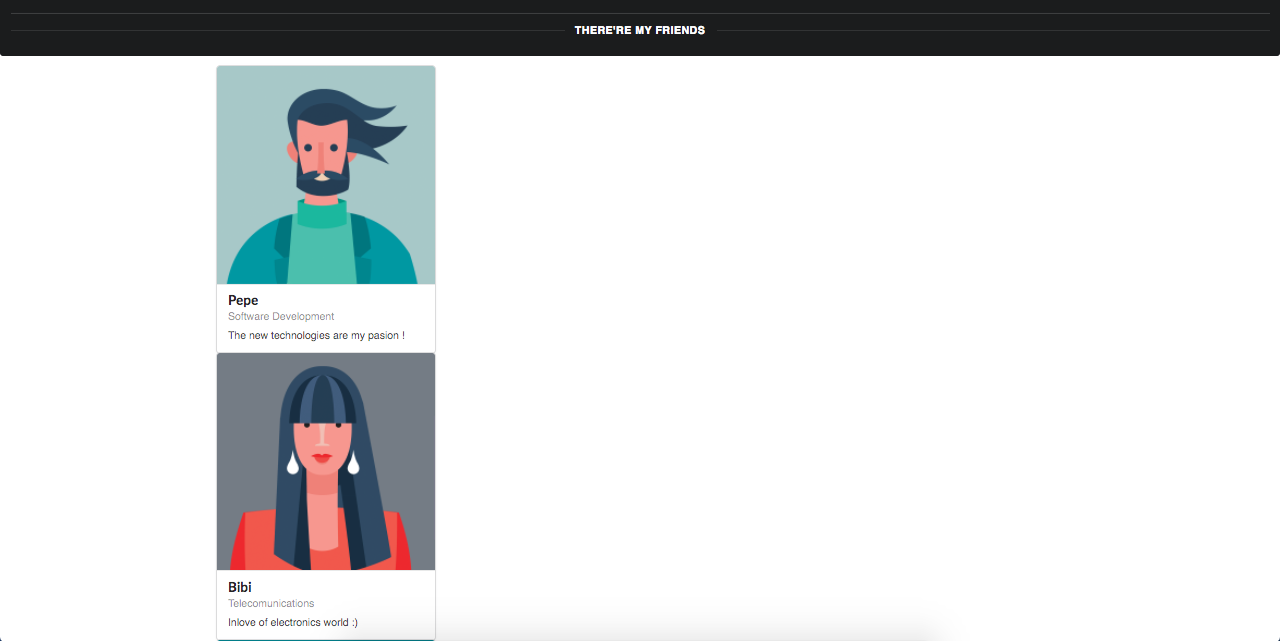 THERE'RE MY FRIENDS
Pepe
Software Development
The new technologies are my pasion !
Bibi
Telecomunications
Inlove of electronics world :)